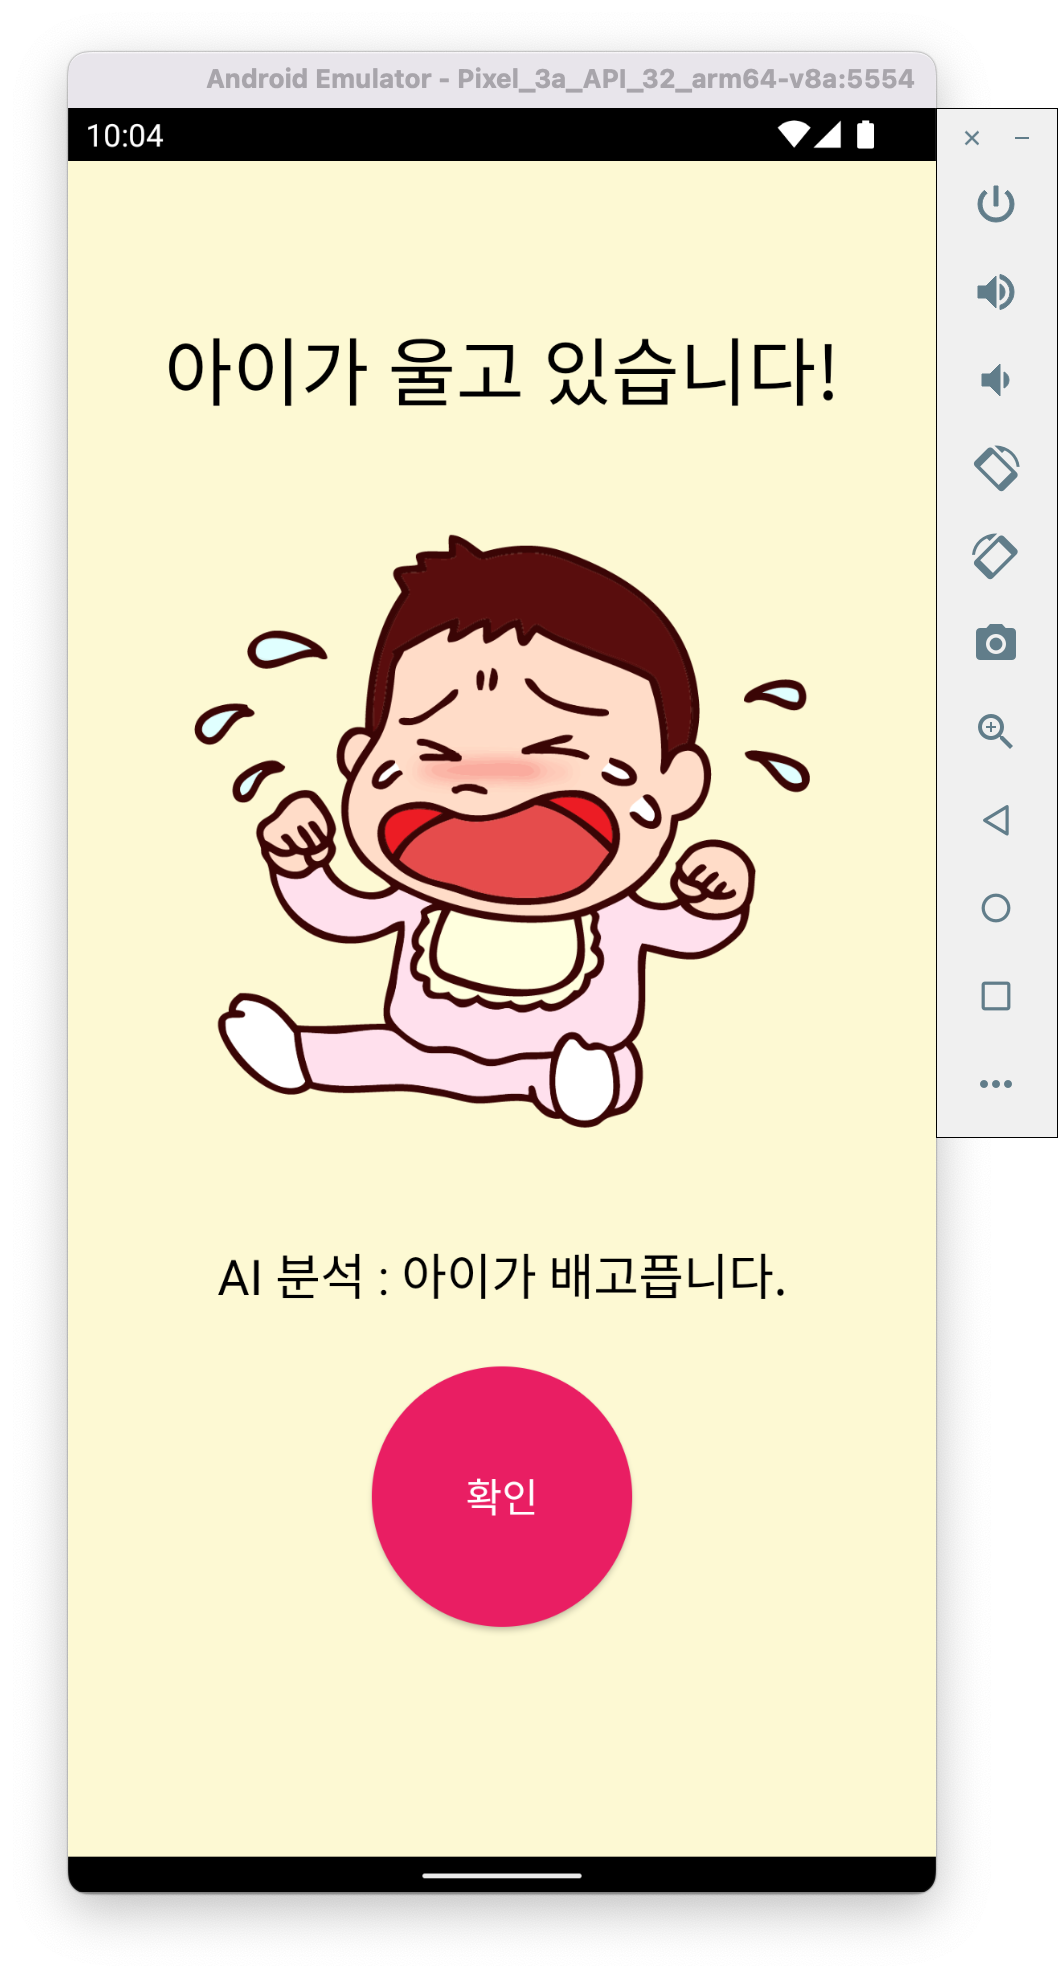 Android Emulator - Pixel_3a_API_32_arm64-v8a:5554
10:04
아이가 울고 있습니다!
AI 분석 : 아이가 배고픕니다.
확인